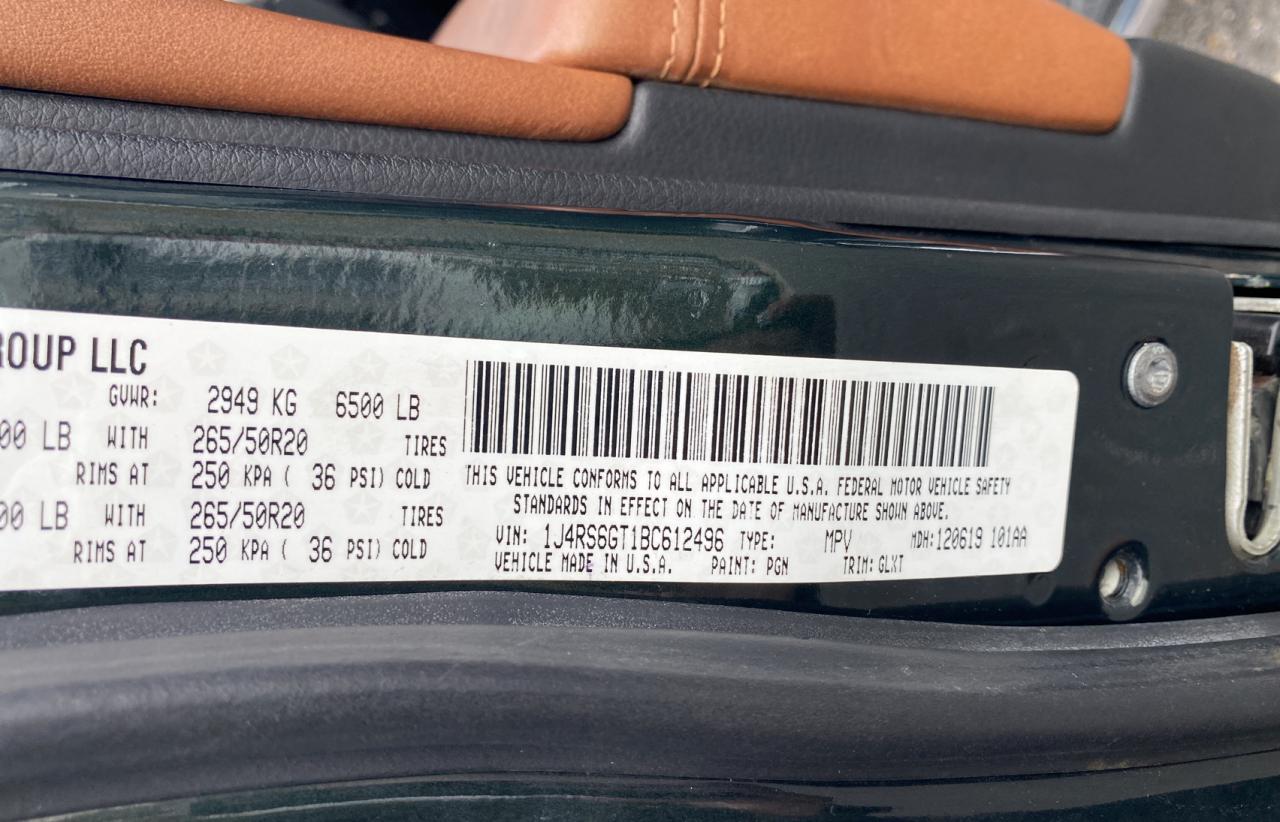 ROUP LLC
GVWR: 2949 KG 6500 LB
00 LB WITH 265/50R20 TIRES
RIMS AT 250 KPA ( 36 PSI) COLD
00 LB WITH 265/50R20 TIRES
RIMS AT 250 KPA ( 36 PSI) COLD
THIS VEHICLE CONFORMS TO ALL APPLICABLE U.S.A. FEDERAL MOTOR VEHICLE SAFETY
STANDARDS IN EFFECT ON THE DATE OF MANUFACTURE SHOWN ABOVE.
VIN: 1J4RS6GT1BC612496 TYPE: MPV MDH:120619 101AA
VEHICLE MADE IN U.S.A. PAINT: PGN TRIM: GLXT